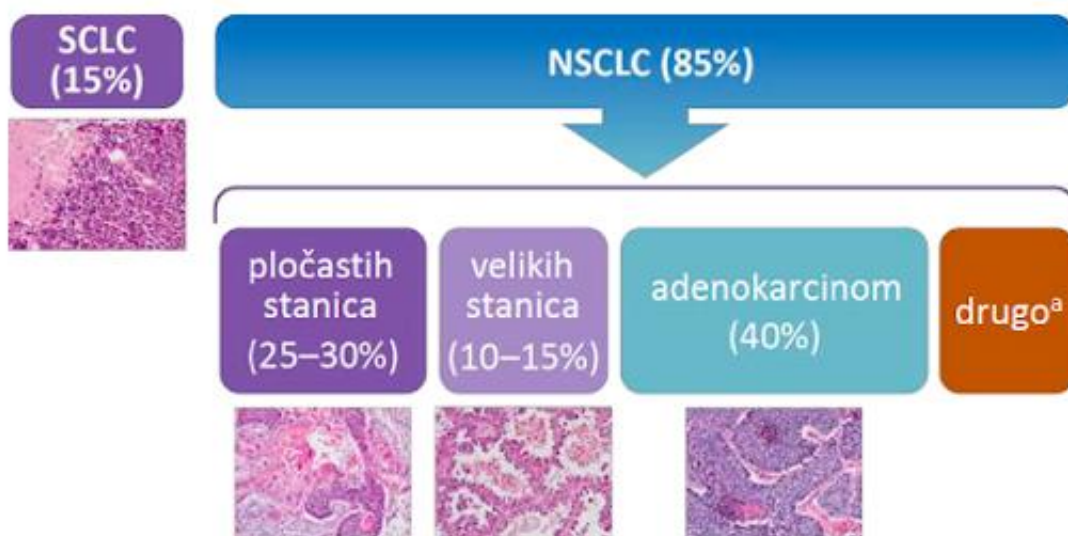 SCLC
(15%)
NSCLC (85%)
pločastih
stanica
(25–30%)
velikih
stanica
(10–15%)
adenokarcinom
(40%)
drugoᵃ